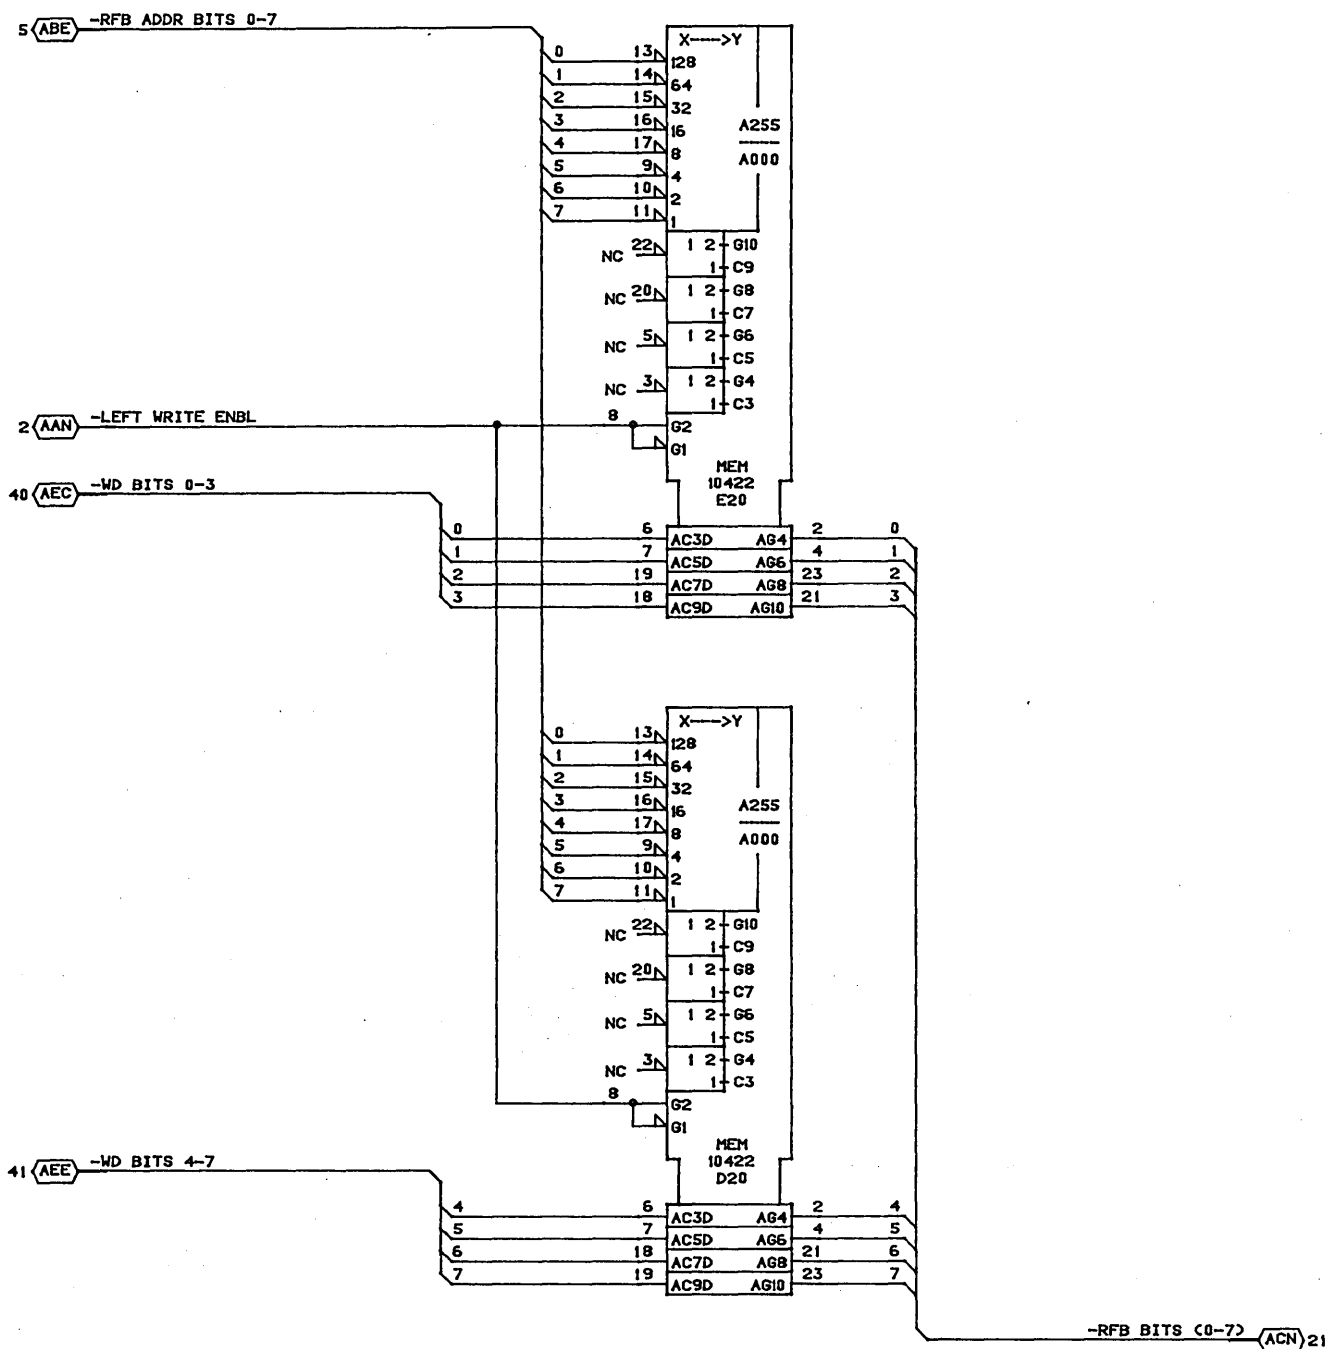 5 ABE -RFB ADDR BITS 0-7
X---->Y
0 13 128
1 14 64
2 15 32
3 16 16
4 17 8
5 9 4
6 10 2
7 11 1
A255
A000
NC 22 1 2 G10
1 C9
NC 20 1 2 G8
1 C7
NC 5 1 2 G6
1 C5
NC 3 1 2 G4
1 C3
2 AAN -LEFT WRITE ENBL 8 G2
G1
MEM
10422
E20
40 AEC -WD BITS 0-3
0 6 AC3D AG4 2 0
1 7 AC5D AG6 4 1
2 19 AC7D AG8 23 2
3 18 AC9D AG10 21 3
X---->Y
0 13 128
1 14 64
2 15 32
3 16 16
4 17 8
5 9 4
6 10 2
7 11 1
A255
A000
NC 22 1 2 G10
1 C9
NC 20 1 2 G8
1 C7
NC 5 1 2 G6
1 C5
NC 3 1 2 G4
1 C3
8 G2
G1
MEM
10422
D20
41 AEE -WD BITS 4-7
4 6 AC3D AG4 2 4
5 7 AC5D AG6 4 5
6 18 AC7D AG8 21 6
7 19 AC9D AG10 23 7
-RFB BITS (0-7) ACN 21